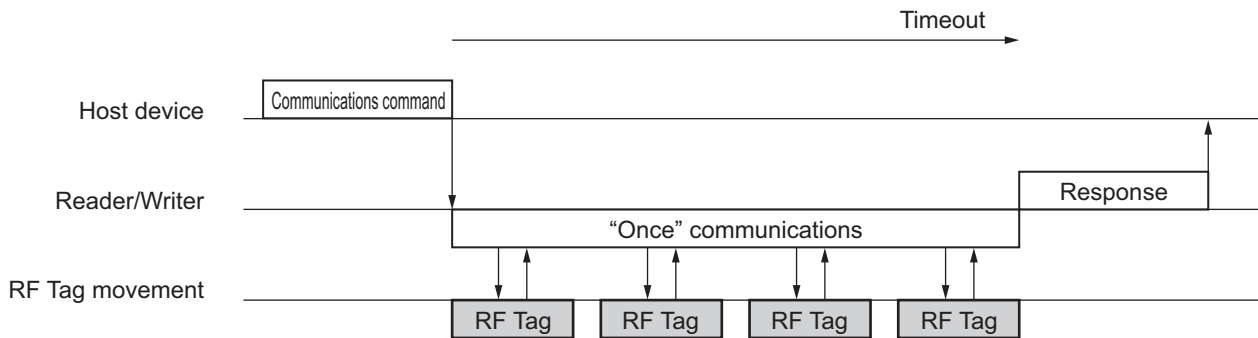 Timeout
Communications command
Host device
Reader/Writer
Response
“Once” communications
RF Tag movement
RF Tag RF Tag RF Tag RF Tag